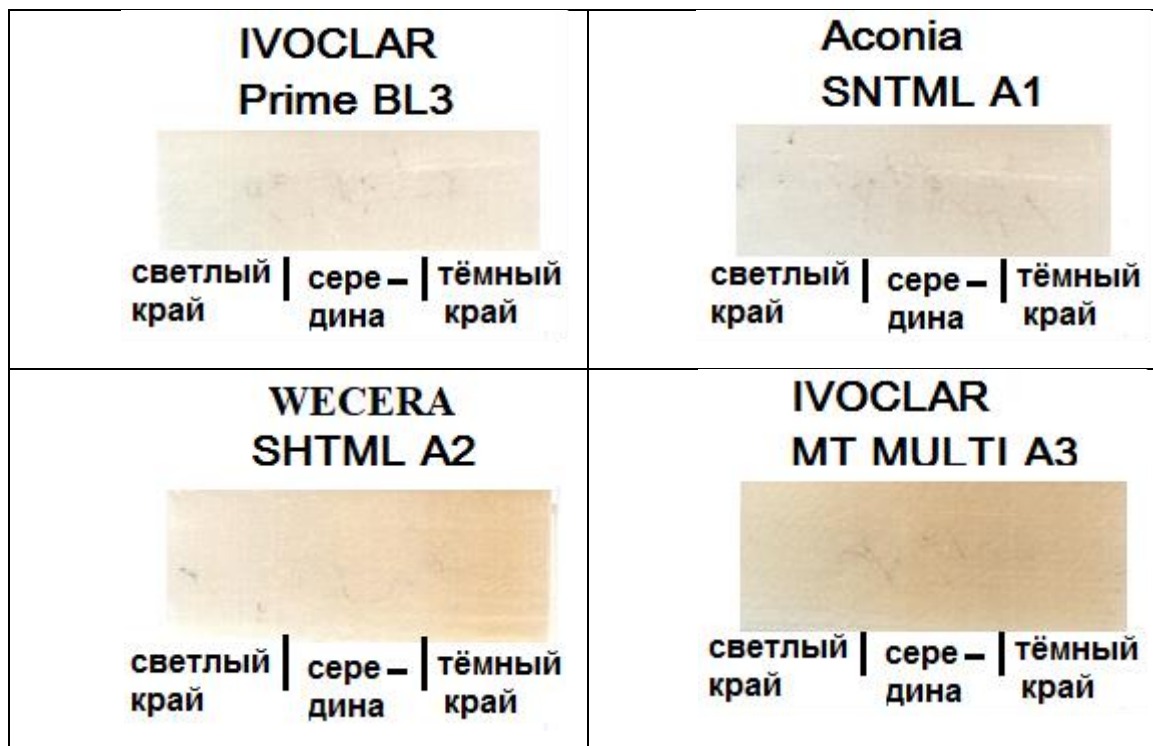 IVOCLAR
Prime BL3
светлый | сере – | тёмный
край дина край
Aconia
SNTML A1
светлый | сере – | тёмный
край дина край
WECERA
SHTML A2
светлый | сере – | тёмный
край дина край
IVOCLAR
MT MULTI A3
светлый | сере – | тёмный
край дина край